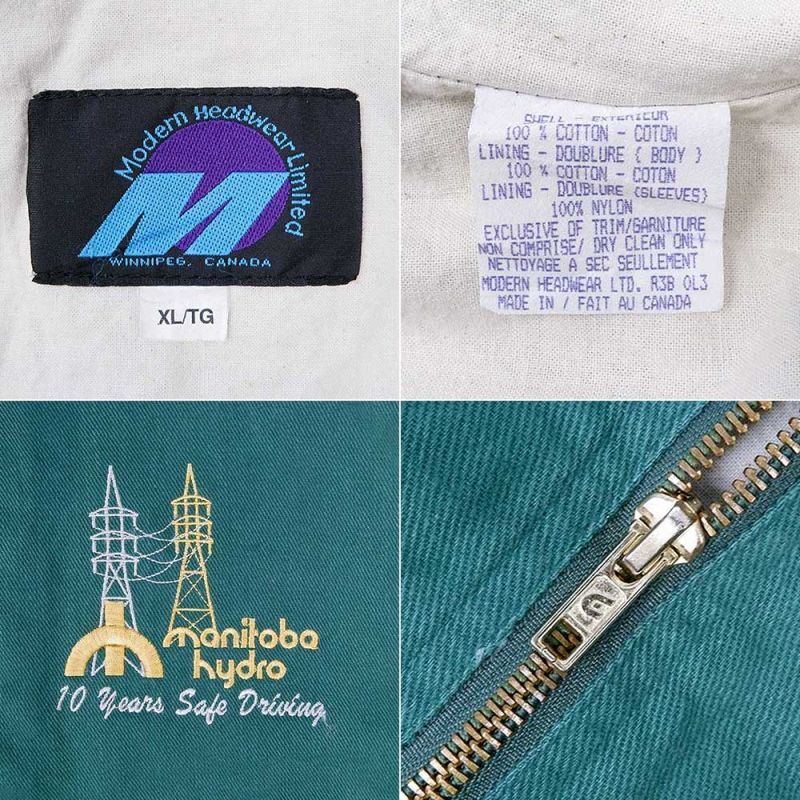 Modern Headwear Limited
M
WINNIPEG, CANADA
XL/TG
SHELL - EXTERIEUR
100 % COTTON - COTON
LINING - DOUBLURE ( BODY )
100 % COTTON - COTON
LINING - DOUBLURE (SLEEVES)
100% NYLON
EXCLUSIVE OF TRIM/GARNITURE
NON COMPRISE/ DRY CLEAN ONLY
NETTOYAGE A SEC SEULLEMENT
MODERN HEADWEAR LTD. R3B 0L3
MADE IN / FAIT AU CANADA
manitoba
hydro
10 Years Safe Driving